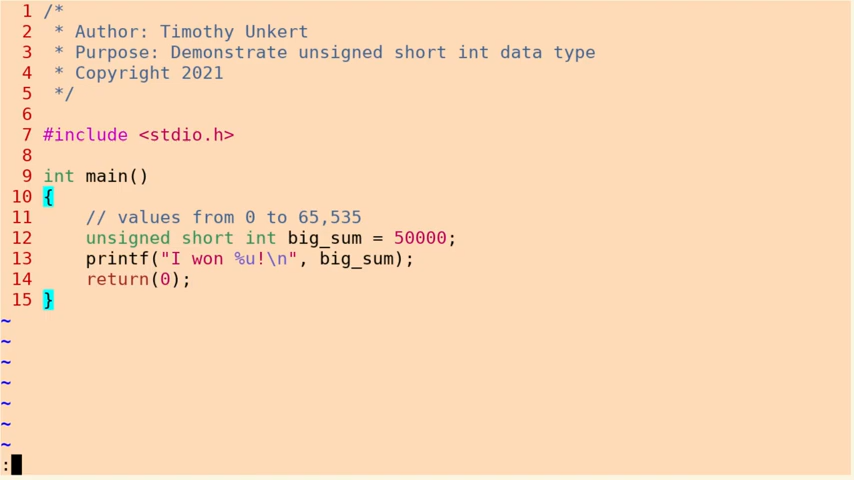 1 /*
2  * Author: Timothy Unkert
3  * Purpose: Demonstrate unsigned short int data type
4  * Copyright 2021
5  */
6
7 #include <stdio.h>
8
9 int main()
10 {
11     // values from 0 to 65,535
12     unsigned short int big_sum = 50000;
13     printf("I won %u!\n", big_sum);
14     return(0);
15 }
~
~
~
~
~
~
~
: